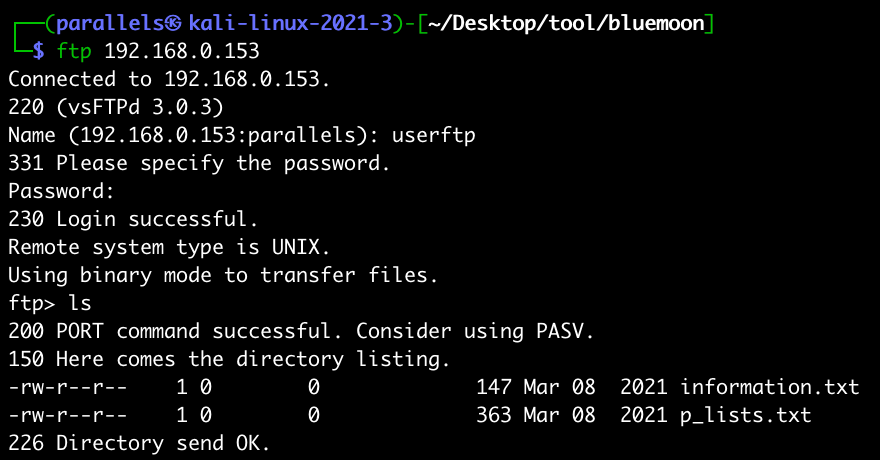 ┌──(parallels㉿kali-linux-2021-3)-[~/Desktop/tool/bluemoon]
└─$ ftp 192.168.0.153
Connected to 192.168.0.153.
220 (vsFTPd 3.0.3)
Name (192.168.0.153:parallels): userftp
331 Please specify the password.
Password:
230 Login successful.
Remote system type is UNIX.
Using binary mode to transfer files.
ftp> ls
200 PORT command successful. Consider using PASV.
150 Here comes the directory listing.
-rw-r--r--    1 0        0             147 Mar 08  2021 information.txt
-rw-r--r--    1 0        0             363 Mar 08  2021 p_lists.txt
226 Directory send OK.